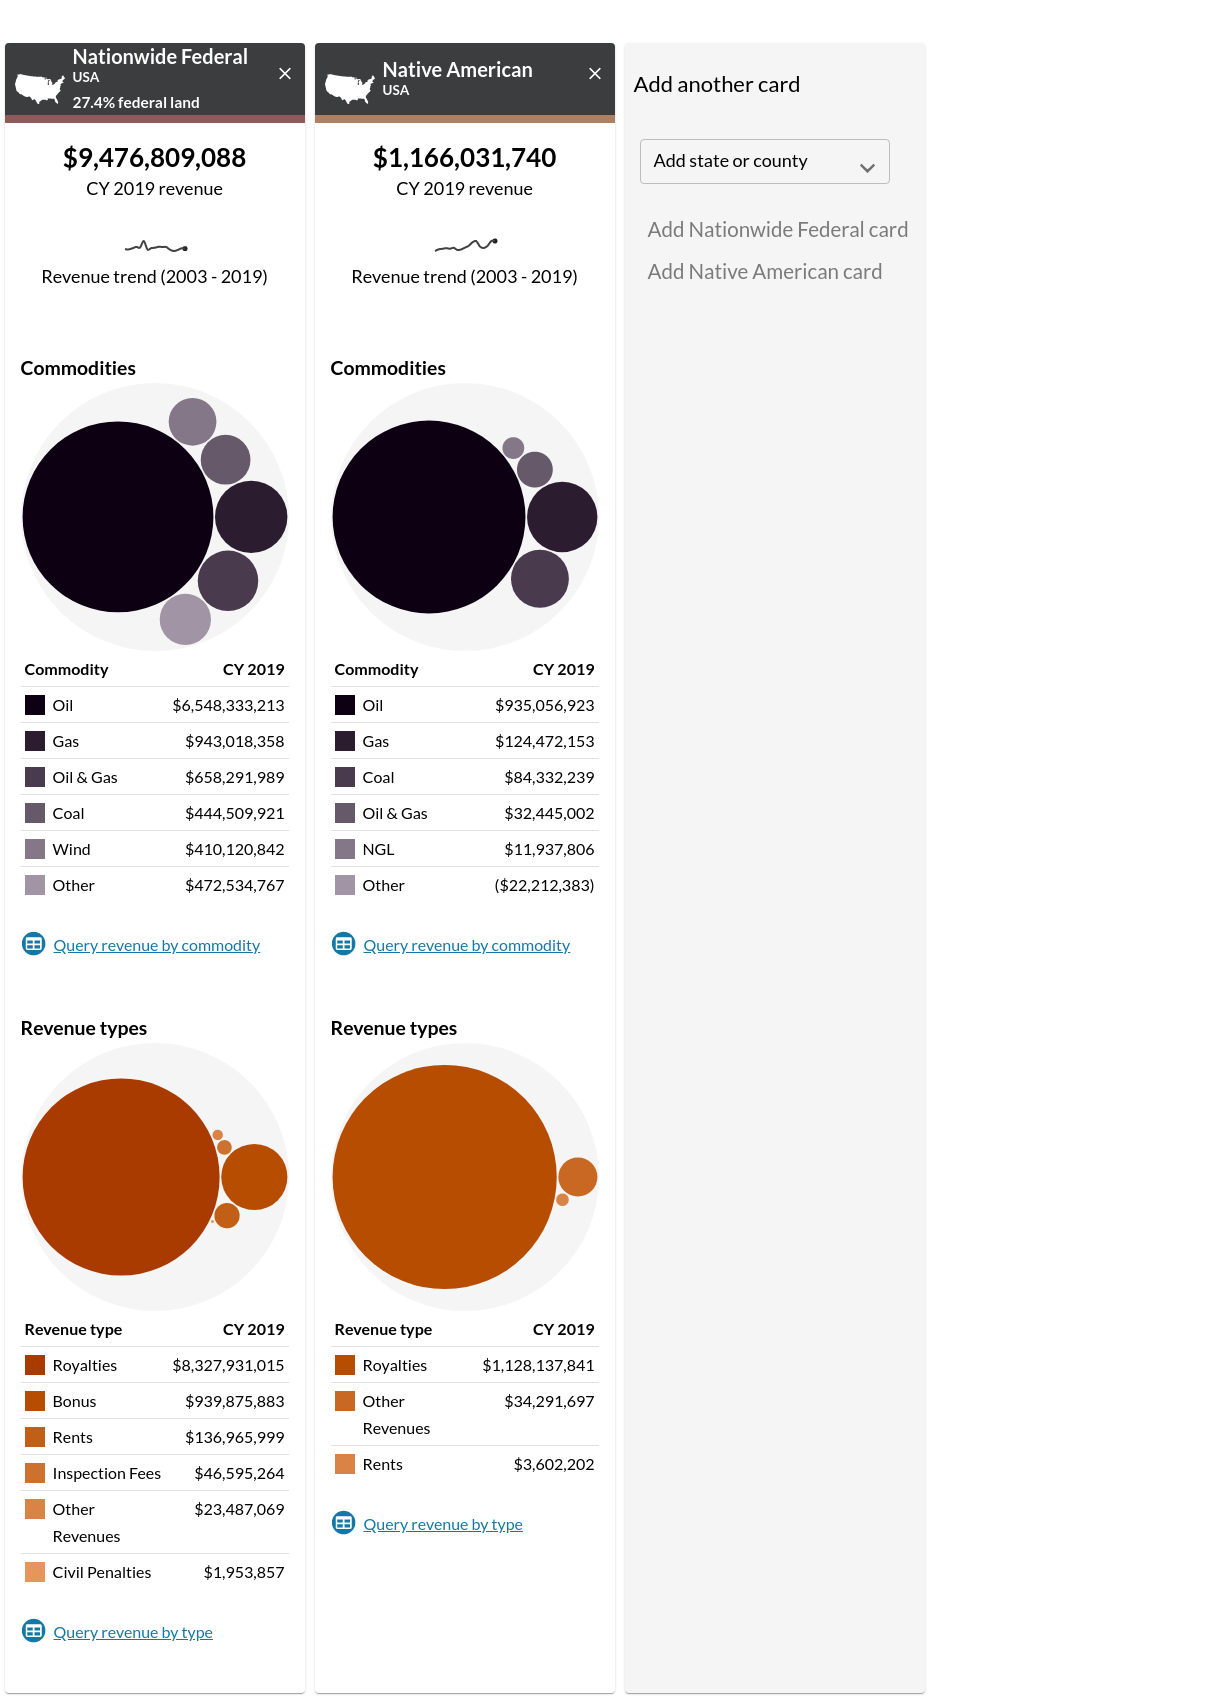 Nationwide Federal
USA
27.4% federal land
$9,476,809,088
CY 2019 revenue
Revenue trend (2003 - 2019)
Commodities
Commodity CY 2019
Oil $6,548,333,213
Gas $943,018,358
Oil & Gas $658,291,989
Coal $444,509,921
Wind $410,120,842
Other $472,534,767
Query revenue by commodity
Revenue types
Revenue type CY 2019
Royalties $8,327,931,015
Bonus $939,875,883
Rents $136,965,999
Inspection Fees $46,595,264
Other $23,487,069
Revenues
Civil Penalties $1,953,857
Query revenue by type
Native American
USA
$1,166,031,740
CY 2019 revenue
Revenue trend (2003 - 2019)
Commodities
Commodity CY 2019
Oil $935,056,923
Gas $124,472,153
Coal $84,332,239
Oil & Gas $32,445,002
NGL $11,937,806
Other ($22,212,383)
Query revenue by commodity
Revenue types
Revenue type CY 2019
Royalties $1,128,137,841
Other $34,291,697
Revenues
Rents $3,602,202
Query revenue by type
Add another card
Add state or county
Add Nationwide Federal card
Add Native American card